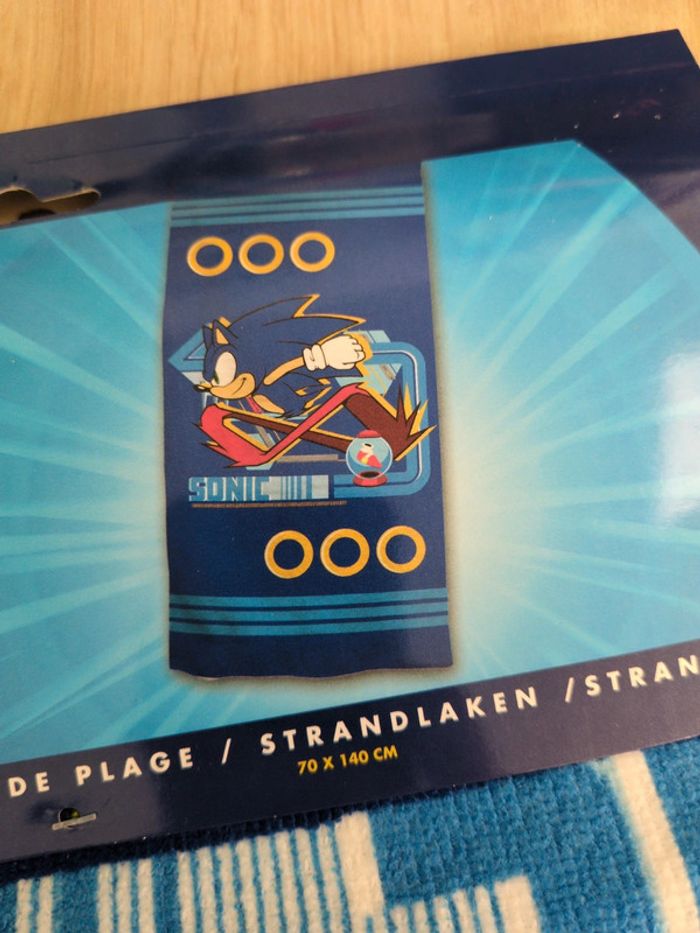 SONIC
DE PLAGE / STRANDLAKEN / STRAN
70 X 140 CM